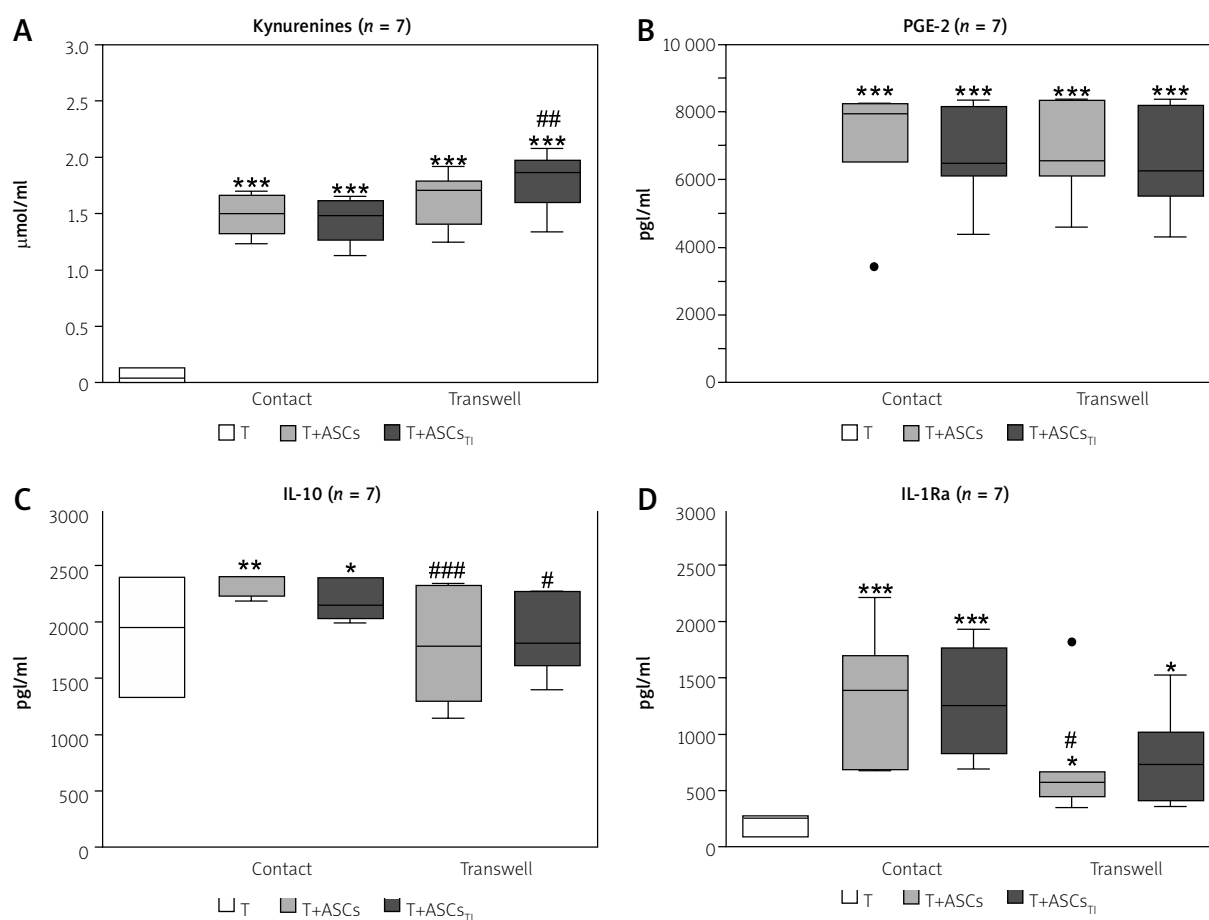 A
Kynurenines (n = 7)
3.0
2.5
2.0
1.5
1.0
0.5
0
μmol/ml
***
***
***
##
***
Contact
Transwell
T
T+ASCs
T+ASCsTI
B
PGE-2 (n = 7)
10 000
8000
6000
4000
2000
0
pgl/ml
***
***
***
***
Contact
Transwell
T
T+ASCs
T+ASCsTI
C
IL-10 (n = 7)
3000
2500
2000
1500
1000
500
0
pgl/ml
**
*
###
#
Contact
Transwell
T
T+ASCs
T+ASCsTI
D
IL-1Ra (n = 7)
3000
2500
2000
1500
1000
500
0
pgl/ml
***
***
#
*
*
Contact
Transwell
T
T+ASCs
T+ASCsTI